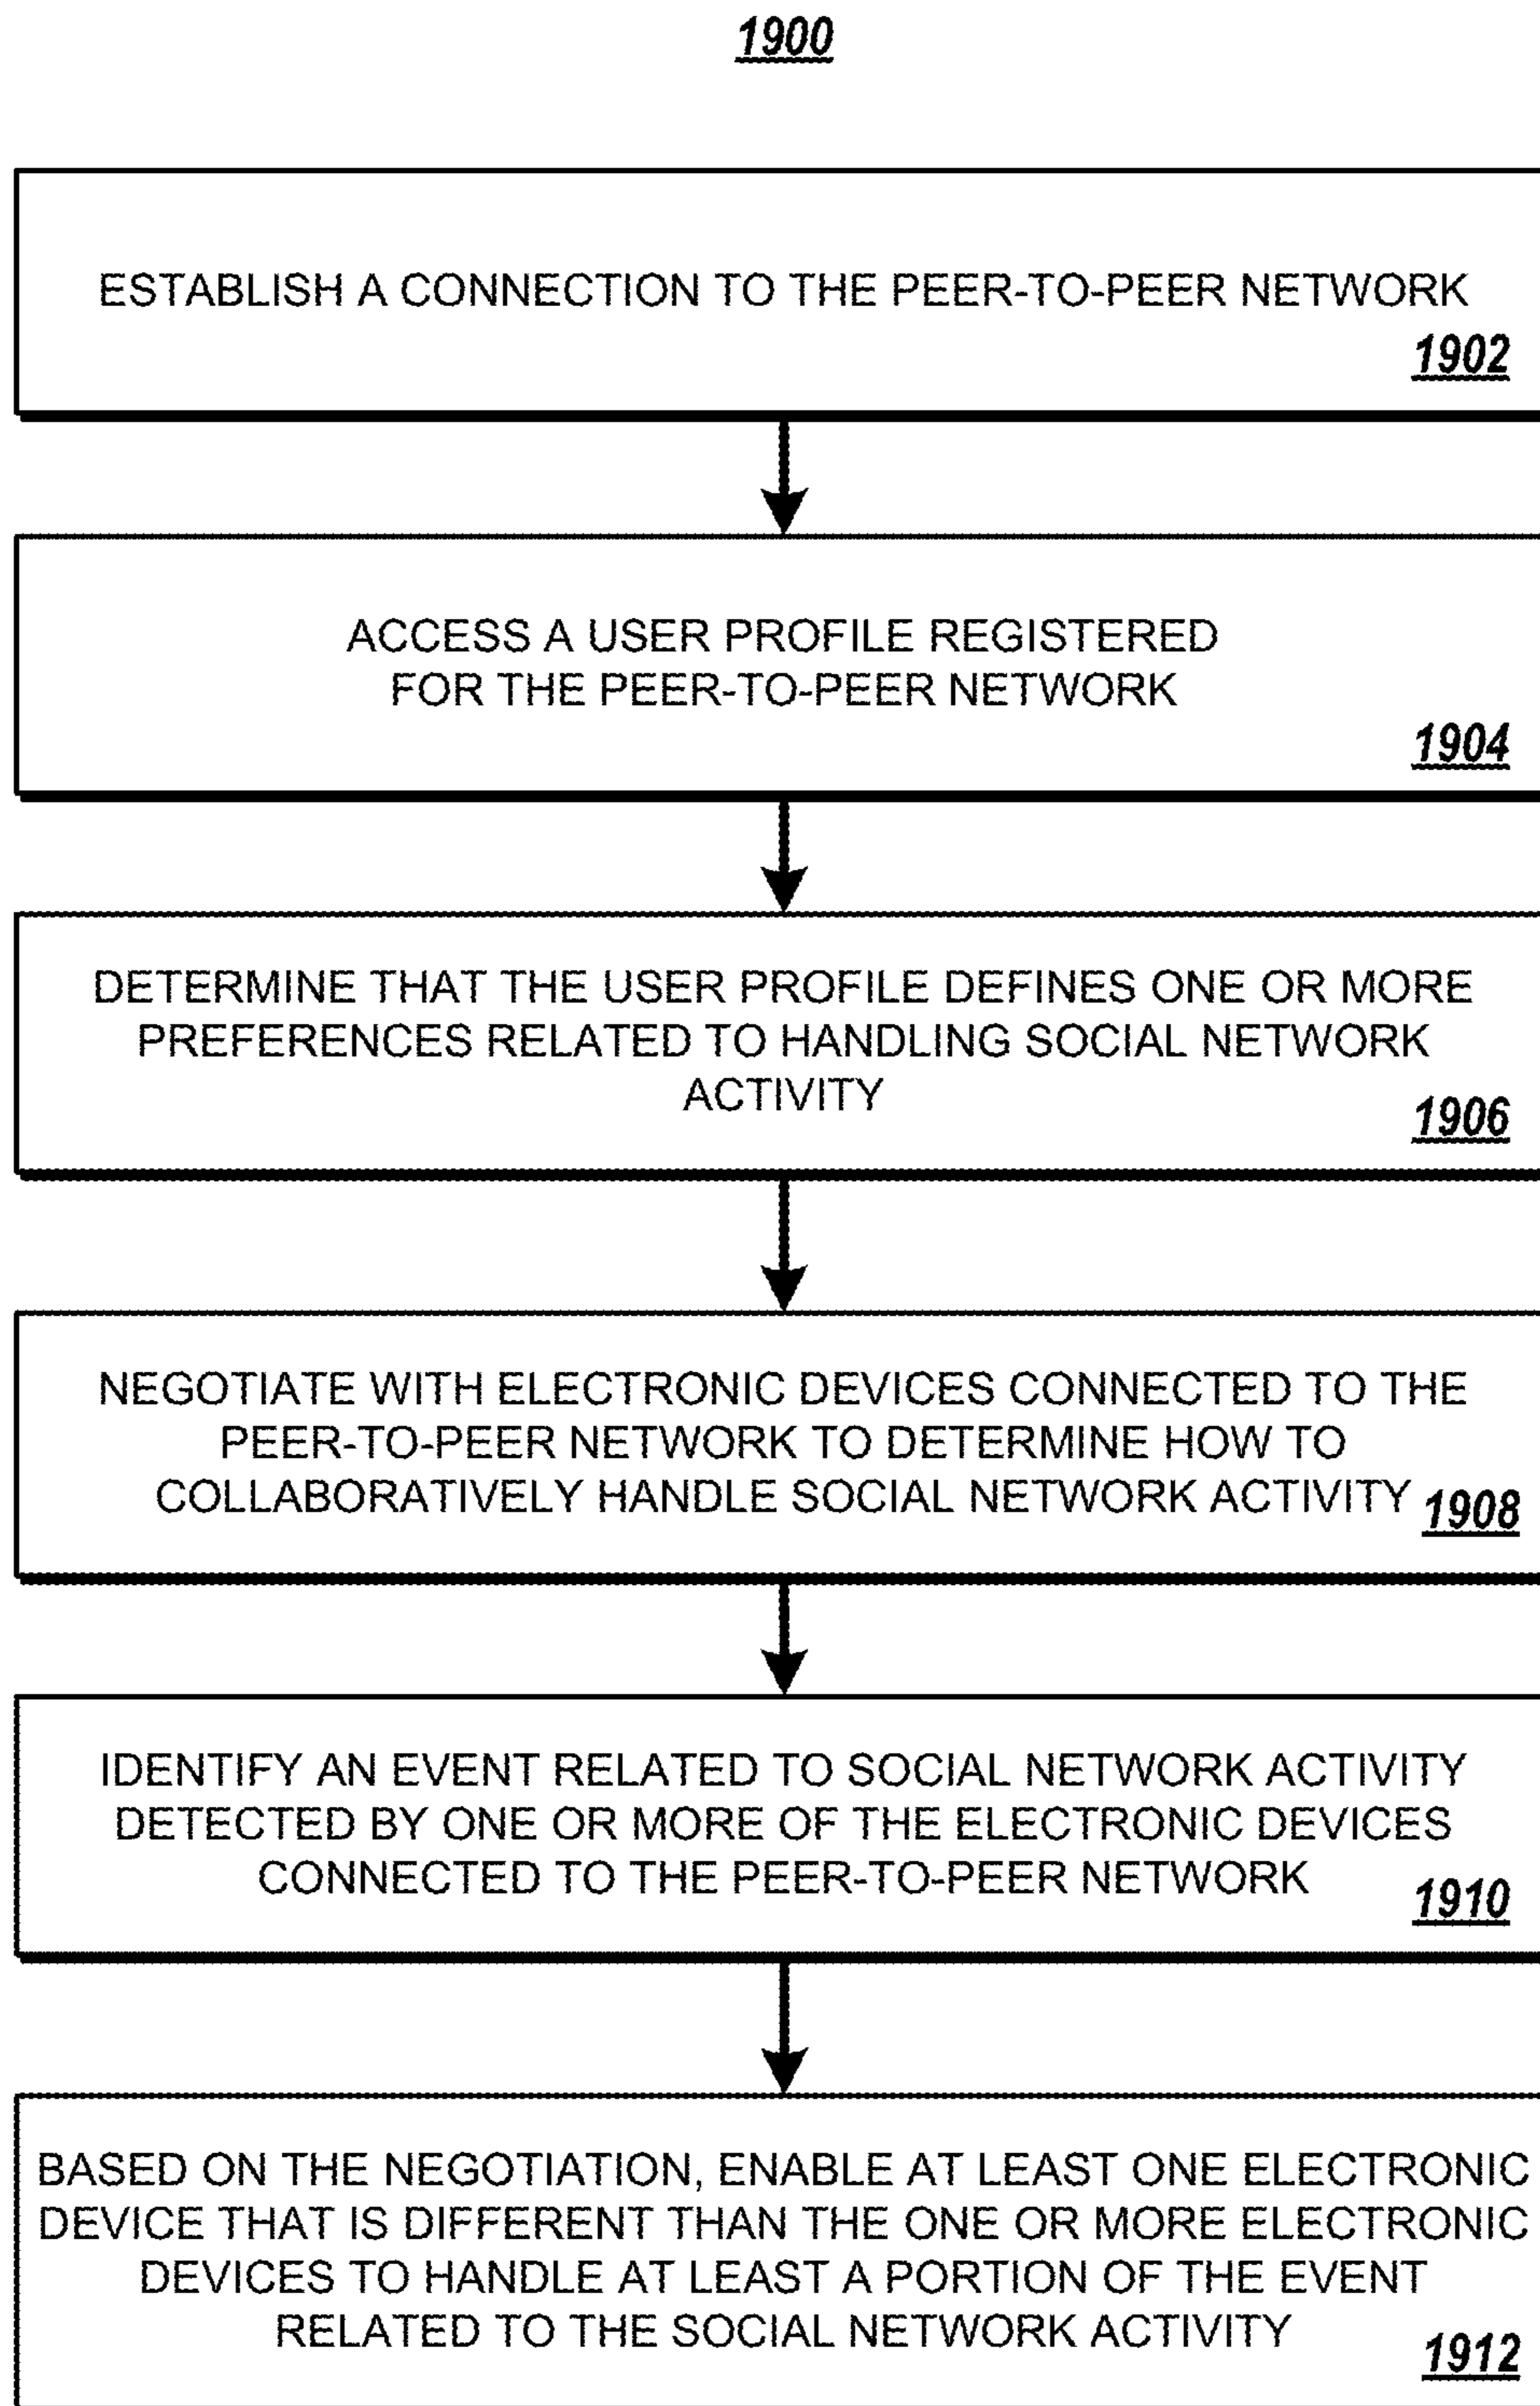 1900
ESTABLISH A CONNECTION TO THE PEER-TO-PEER NETWORK
1902
ACCESS A USER PROFILE REGISTERED
FOR THE PEER-TO-PEER NETWORK
1904
DETERMINE THAT THE USER PROFILE DEFINES ONE OR MORE
PREFERENCES RELATED TO HANDLING SOCIAL NETWORK
ACTIVITY
1906
NEGOTIATE WITH ELECTRONIC DEVICES CONNECTED TO THE
PEER-TO-PEER NETWORK TO DETERMINE HOW TO
COLLABORATIVELY HANDLE SOCIAL NETWORK ACTIVITY
1908
IDENTIFY AN EVENT RELATED TO SOCIAL NETWORK ACTIVITY
DETECTED BY ONE OR MORE OF THE ELECTRONIC DEVICES
CONNECTED TO THE PEER-TO-PEER NETWORK
1910
BASED ON THE NEGOTIATION, ENABLE AT LEAST ONE ELECTRONIC
DEVICE THAT IS DIFFERENT THAN THE ONE OR MORE ELECTRONIC
DEVICES TO HANDLE AT LEAST A PORTION OF THE EVENT
RELATED TO THE SOCIAL NETWORK ACTIVITY
1912